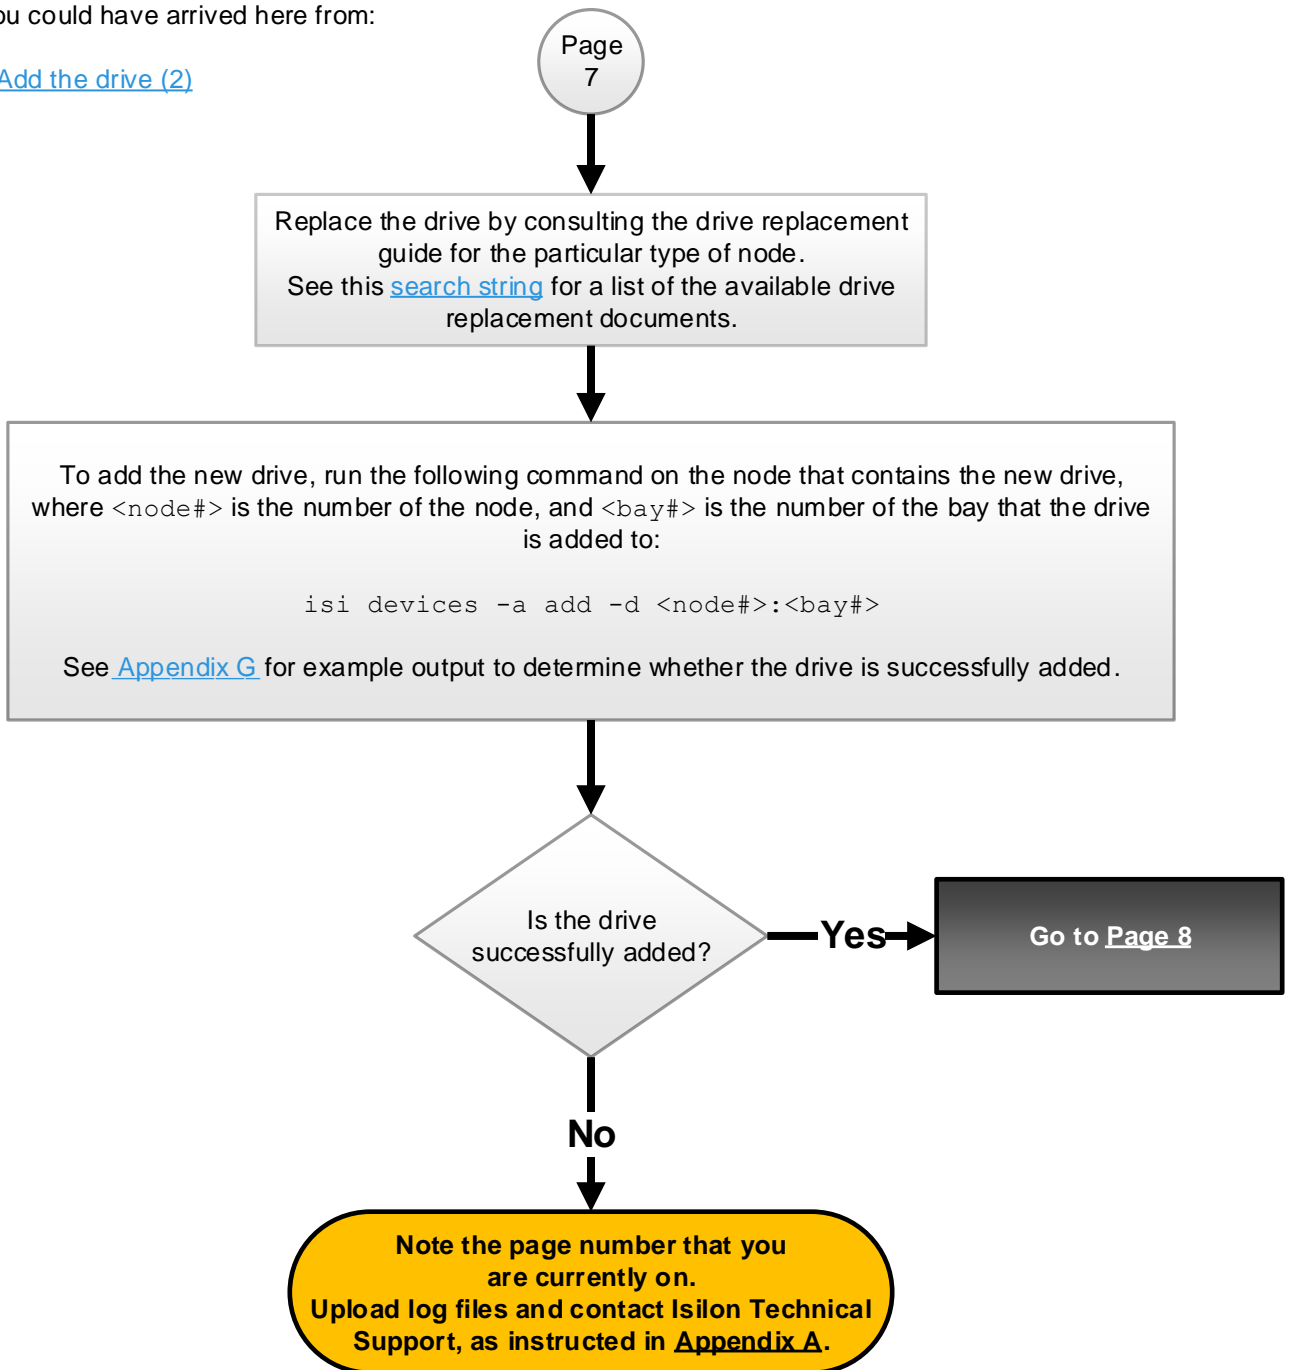 ou could have arrived here from:
Add the drive (2)
Page
7
Replace the drive by consulting the drive replacement
guide for the particular type of node.
See this search string for a list of the available drive
replacement documents.
To add the new drive, run the following command on the node that contains the new drive,
where <node#> is the number of the node, and <bay#> is the number of the bay that the drive
is added to:
isi devices -a add -d <node#>:<bay#>
See Appendix G for example output to determine whether the drive is successfully added.
Is the drive
successfully added?
Yes
Go to Page 8
No
Note the page number that you
are currently on.
Upload log files and contact Isilon Technical
Support, as instructed in Appendix A.